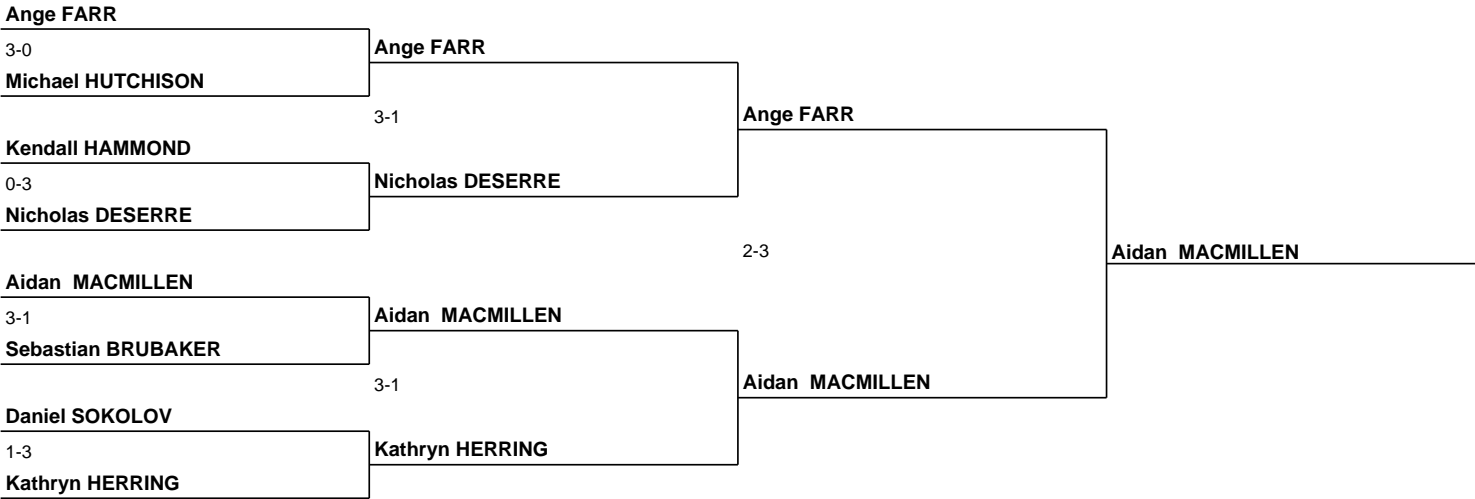 Ange FARR
3-0
Michael HUTCHISON
Kendall HAMMOND
0-3
Nicholas DESERRE
Aidan  MACMILLEN
3-1
Sebastian BRUBAKER
Daniel SOKOLOV
1-3
Kathryn HERRING
Ange FARR
3-1
Nicholas DESERRE
Aidan  MACMILLEN
3-1
Kathryn HERRING
Ange FARR
2-3
Aidan  MACMILLEN
Aidan  MACMILLEN